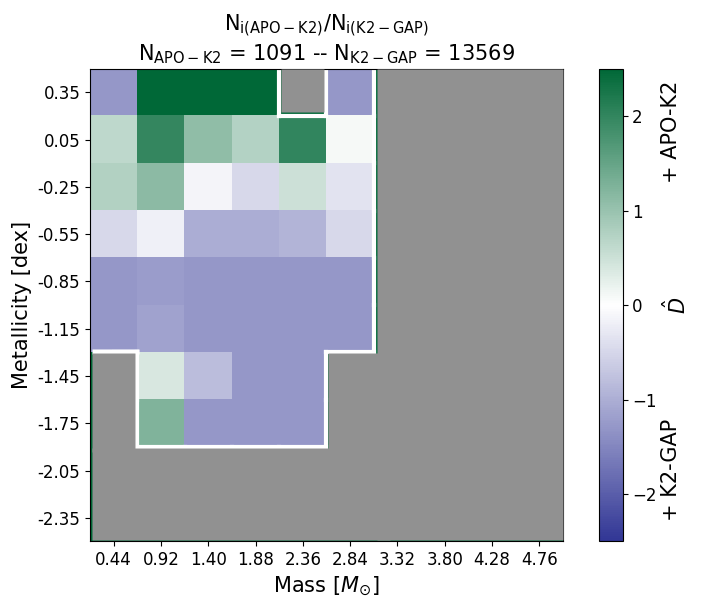 N_i(APO−K2)/N_i(K2−GAP)
N_APO−K2 = 1091 -- N_K2−GAP = 13569
0.35
0.05
-0.25
-0.55
-0.85
-1.15
-1.45
-1.75
-2.05
-2.35
Metallicity [dex]
0.44 0.92 1.40 1.88 2.36 2.84 3.32 3.80 4.28 4.76
Mass [M⊙]
2
1
0
−1
−2
+ K2-GAP D̂ + APO-K2